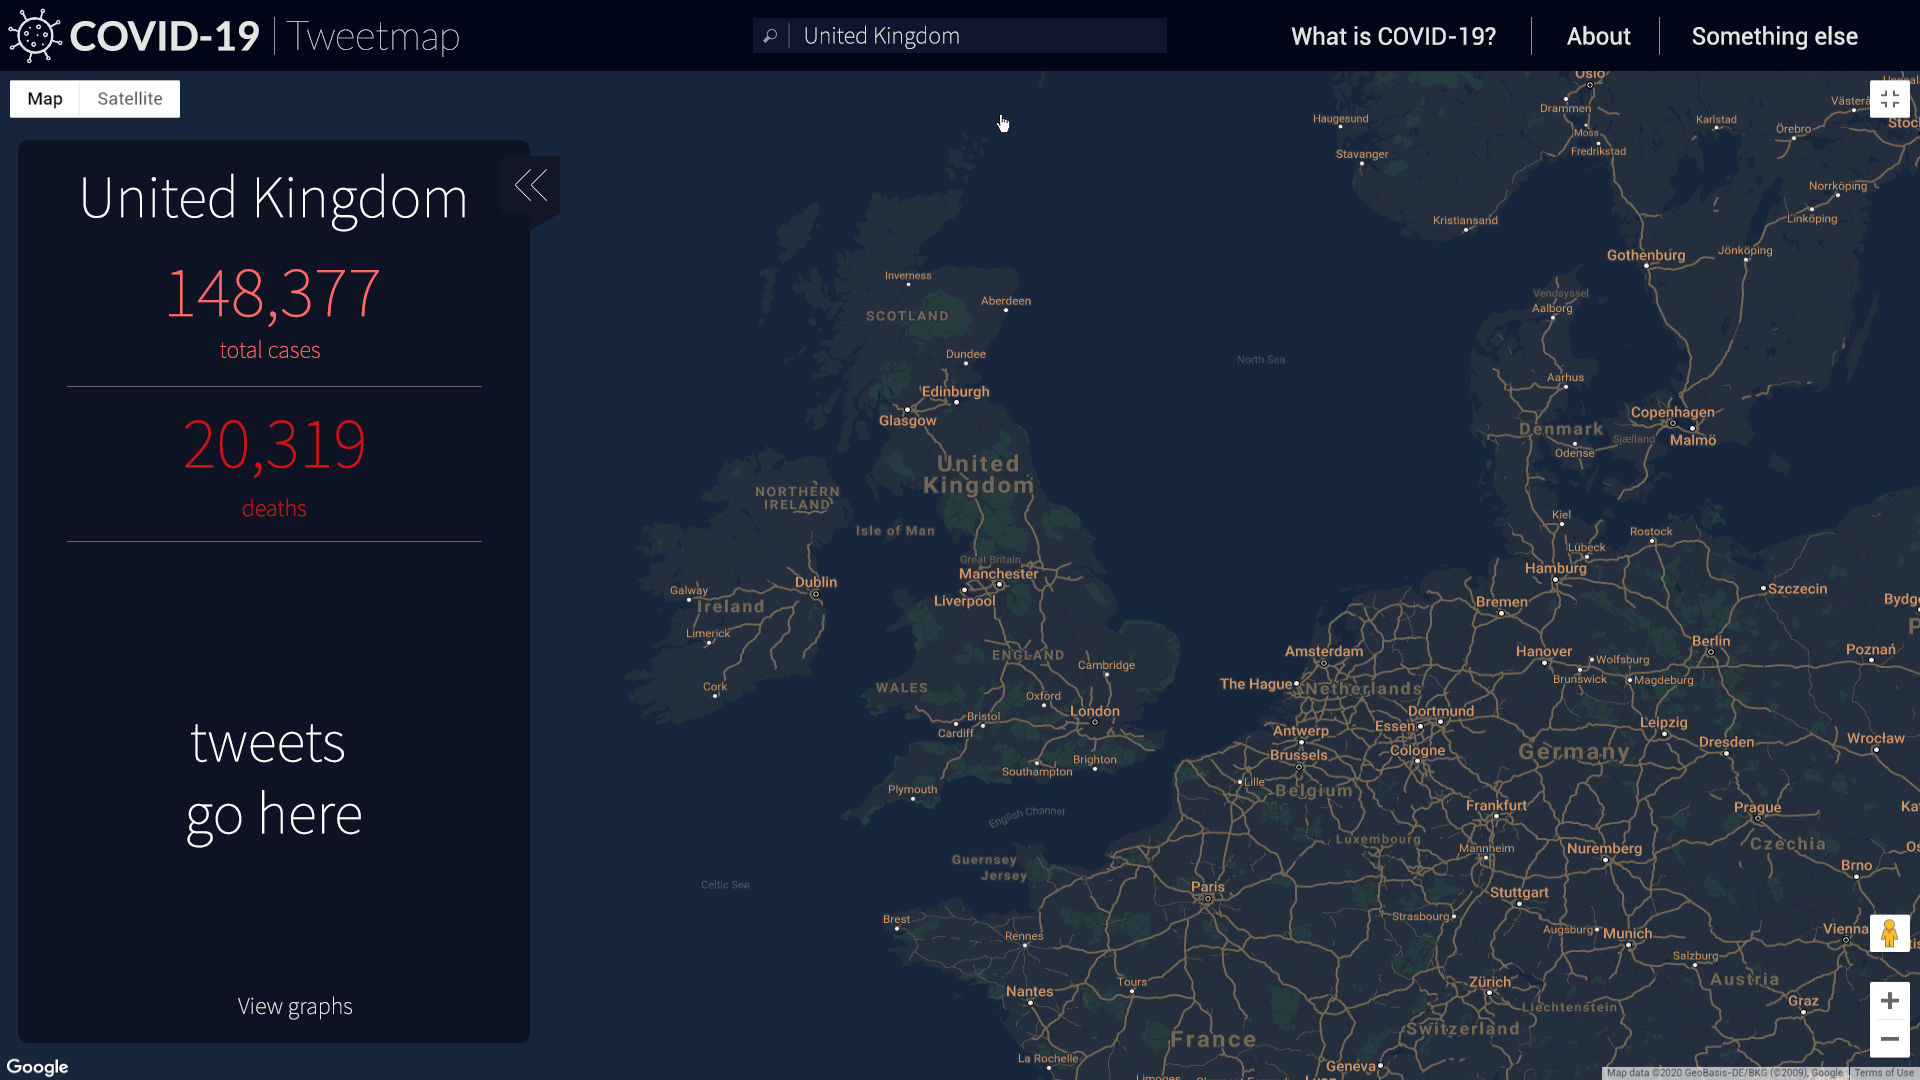 COVID-19 | Tweetmap
United Kingdom
What is COVID-19?
About
Something else
Map
Satellite
United Kingdom
148,377
total cases
20,319
deaths
tweets
go here
View graphs
Google
Oslo
Drammen
Moss
Fredrikstad
Haugesund
Stavanger
Kristiansand
Karlstad
Örebro
Norrköping
Linköping
Jönköping
Gothenburg
Inverness
Aberdeen
SCOTLAND
Dundee
Edinburgh
Glasgow
United
Kingdom
NORTHERN
IRELAND
Isle of Man
Great Britain
Manchester
Liverpool
Dublin
Galway
Ireland
Limerick
Cork
ENGLAND
WALES
Cambridge
Oxford
London
Bristol
Cardiff
Brighton
Southampton
Plymouth
English Channel
Guernsey
Jersey
Celtic Sea
North Sea
Vendsyssel
Aalborg
Aarhus
Copenhagen
Denmark
Sjælland
Malmö
Odense
Kiel
Lübeck
Rostock
Hamburg
Szczecin
Bremen
Berlin
Poznań
Amsterdam
Hanover
Wolfsburg
Brunswick
Magdeburg
The Hague
Netherlands
Dortmund
Essen
Antwerp
Brussels
Cologne
Germany
Leipzig
Dresden
Wrocław
Lille
Belgium
Frankfurt
Prague
Luxembourg
Mannheim
Nuremberg
Czechia
Brno
Paris
Stuttgart
Strasbourg
Augsburg
Munich
Vienna
Salzburg
Brest
Rennes
Nantes
Tours
Zürich
Liechtenstein
Austria
Graz
Switzerland
France
La Rochelle
Geneva
Map data ©2020 GeoBasis-DE/BKG (©2009), Google
Terms of Use